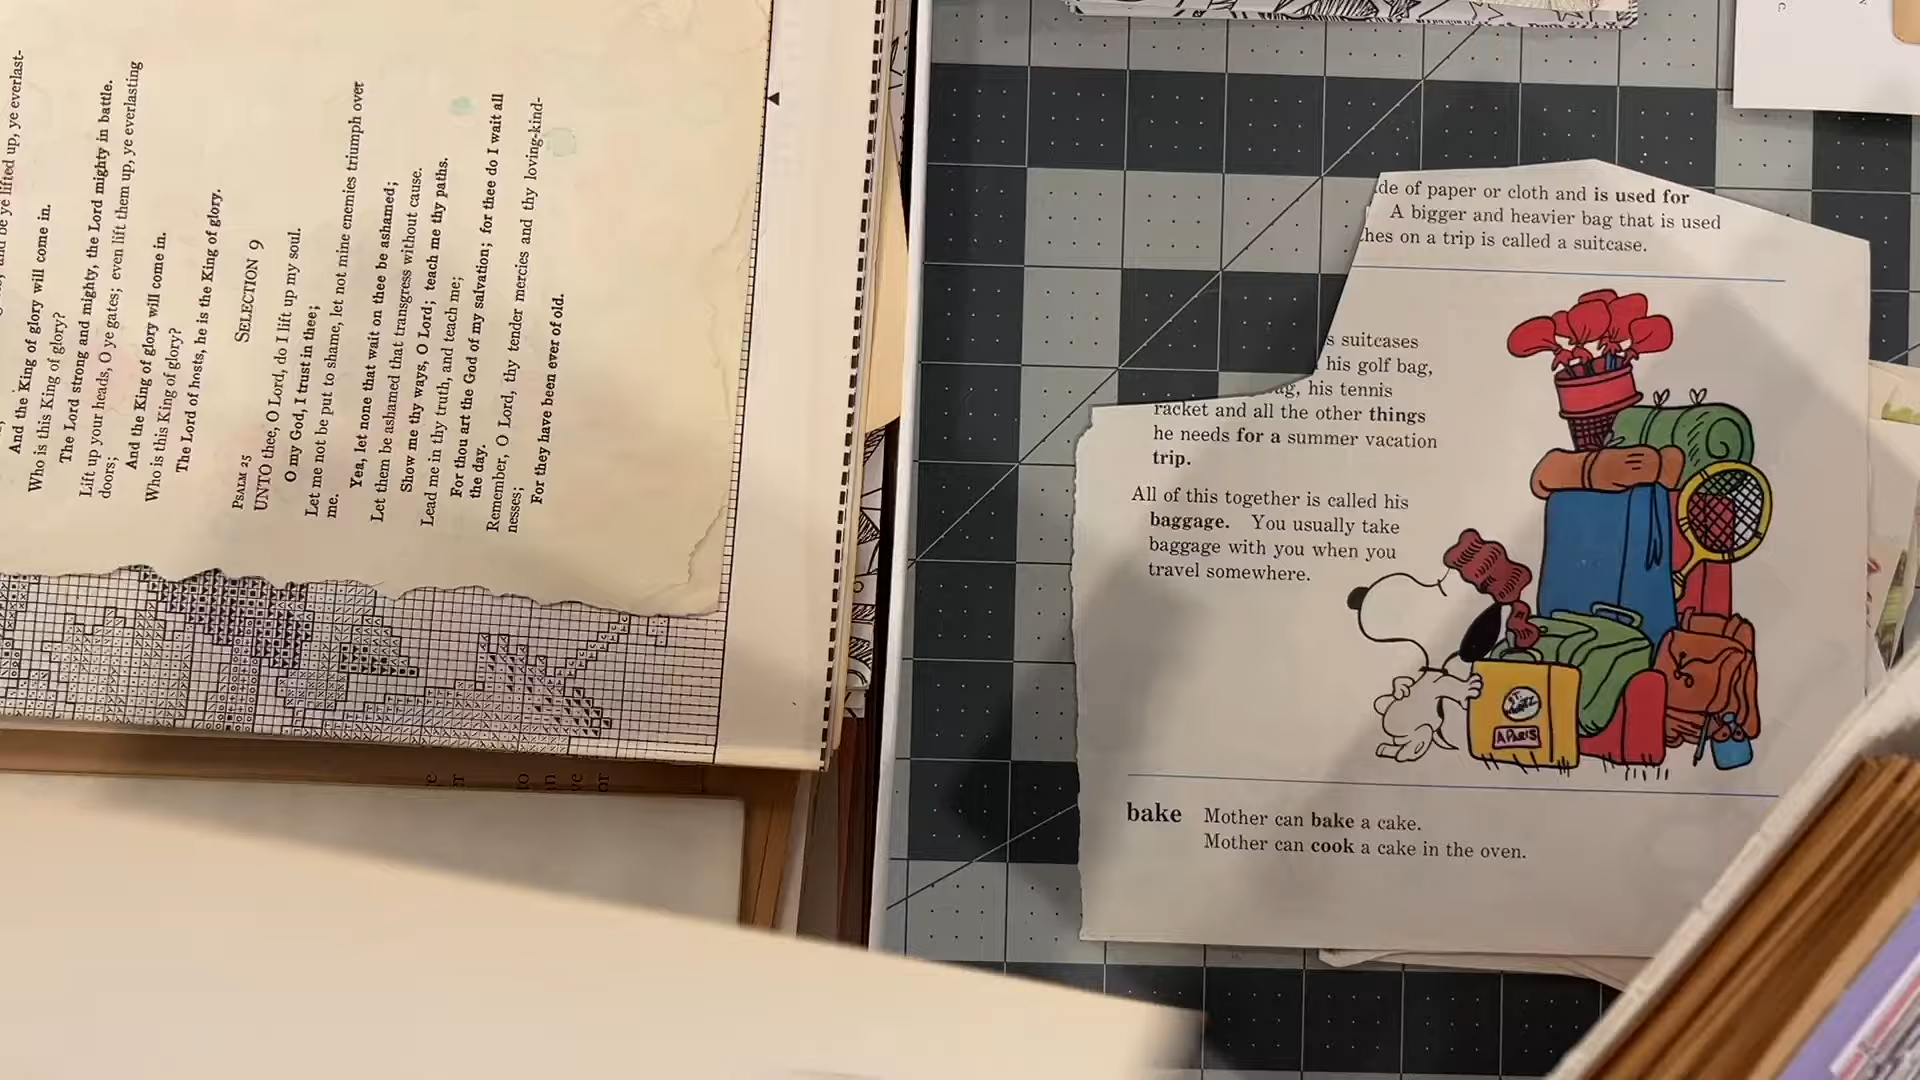 And the King of glory will come in.
Who is this King of glory?
The Lord strong and mighty, the Lord mighty in battle.
Lift up your heads, O ye gates; even lift them up, ye everlasting
doors;
And the King of glory will come in.
Who is this King of glory?
The Lord of hosts, he is the King of glory.
SELECTION 9
PSALM 25
UNTO thee, O Lord, do I lift up my soul.
O my God, I trust in thee;
Let me not be put to shame, let not mine enemies triumph over
me.
Yea, let none that wait on thee be ashamed;
Let them be ashamed that transgress without cause.
Show me thy ways, O Lord; teach me thy paths.
Lead me in thy truth, and teach me;
For thou art the God of my salvation; for thee do I wait all
the day.
Remember, O Lord, thy tender mercies and thy loving-kind-
nesses;
For they have been ever of old.
de of paper or cloth and is used for
A bigger and heavier bag that is used
hes on a trip is called a suitcase.
s suitcases
his golf bag,
ag, his tennis
racket and all the other things
he needs for a summer vacation
trip.
All of this together is called his
baggage. You usually take
baggage with you when you
travel somewhere.
ST. MORITZ
A PARIS
bake Mother can bake a cake.
Mother can cook a cake in the oven.